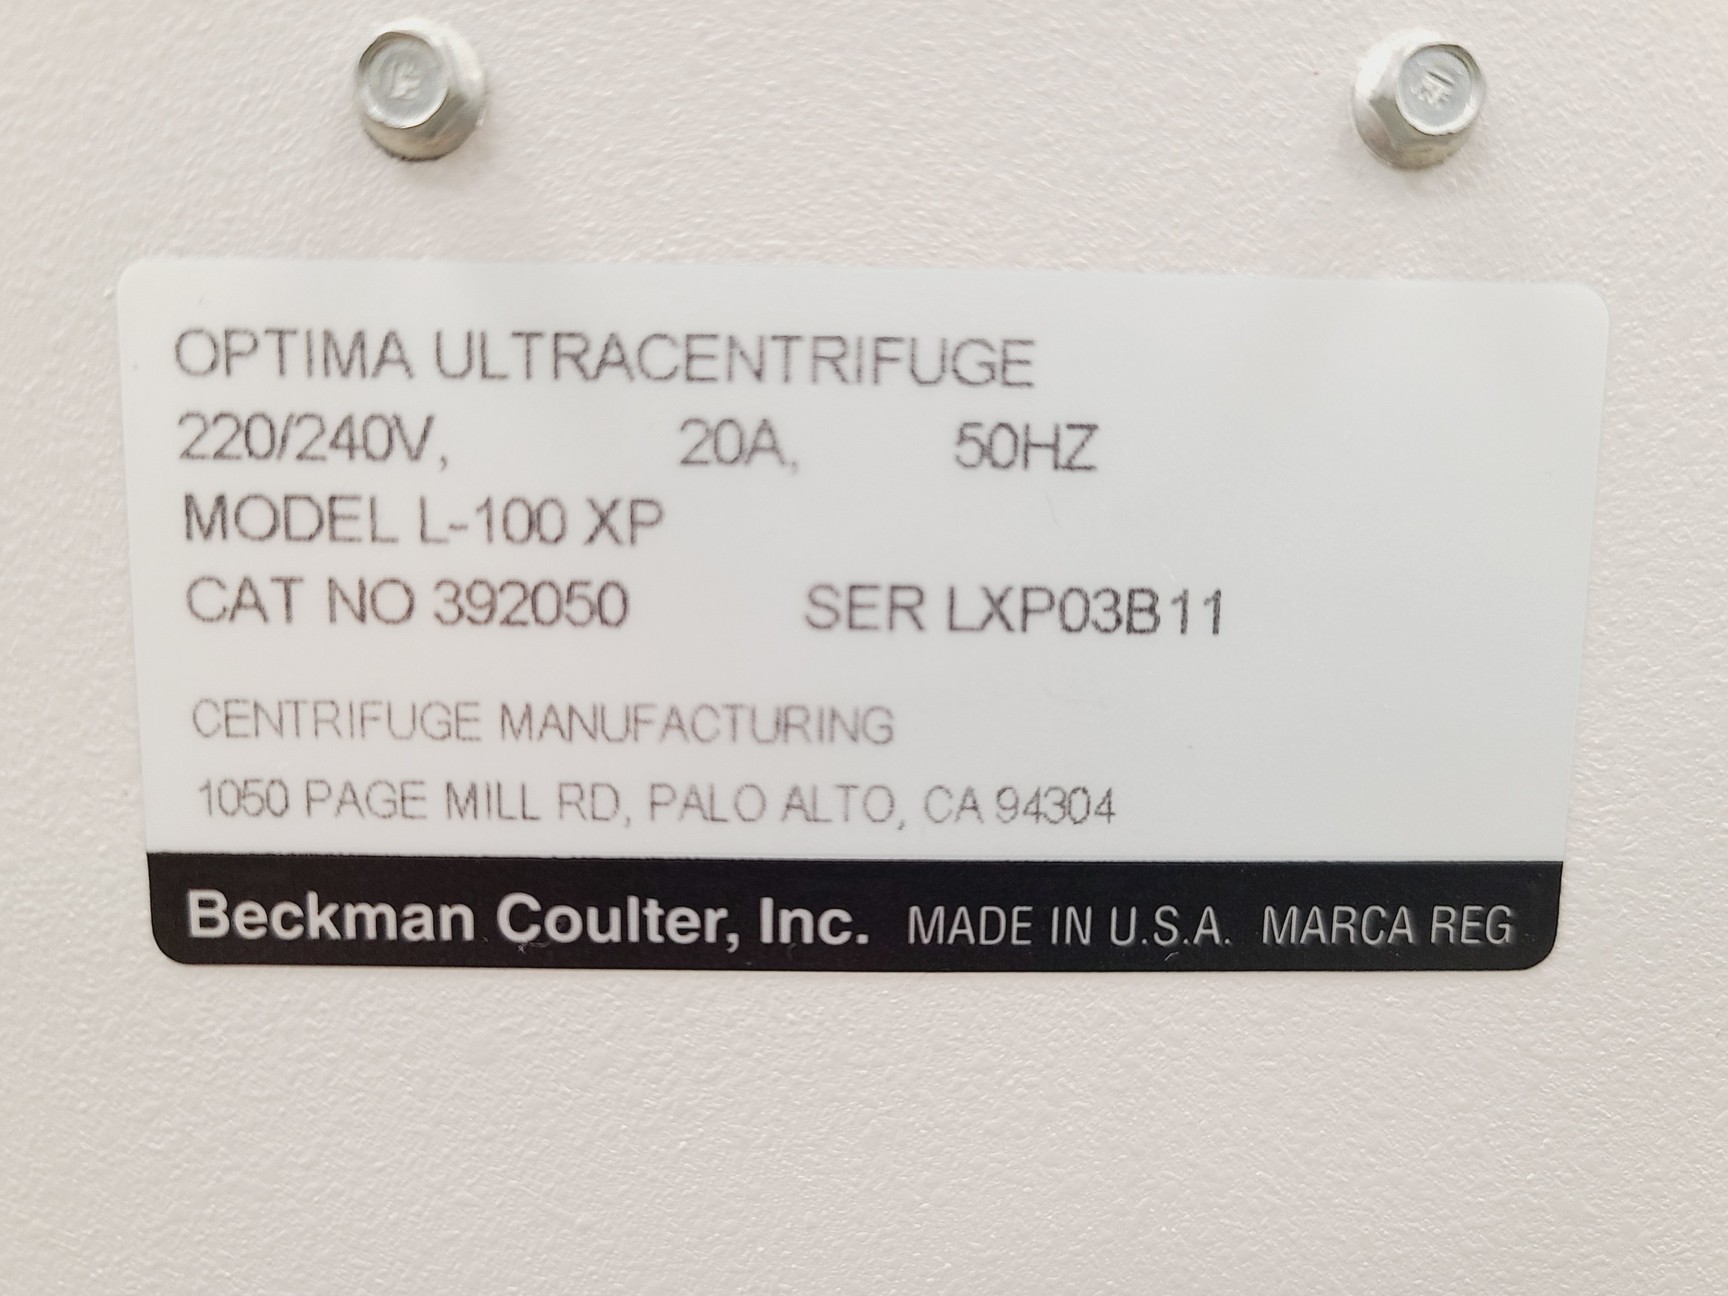 OPTIMA ULTRACENTRIFUGE
220/240V, 20A, 50HZ
MODEL L-100 XP
CAT NO 392050 SER LXP03B11
CENTRIFUGE MANUFACTURING
1050 PAGE MILL RD, PALO ALTO, CA 94304
Beckman Coulter, Inc. MADE IN U.S.A. MARCA REG